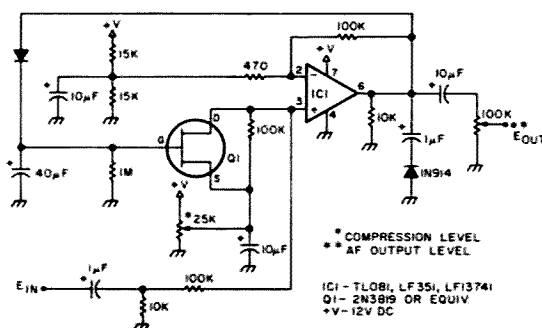 +V
15K
15K
10µF
470
100K
+V
2
7
IC1
6
3
4
10K
10µF
100K
**
E OUT
1µF
1N914
D
G
S
Q1
100K
40µF
1M
+V
* 25K
10µF
* COMPRESSION LEVEL
** AF OUTPUT LEVEL
1µF
E IN
100K
10K
IC1- TL081, LF351, LF13741
Q1- 2N3819 OR EQUIV
+V-12V DC